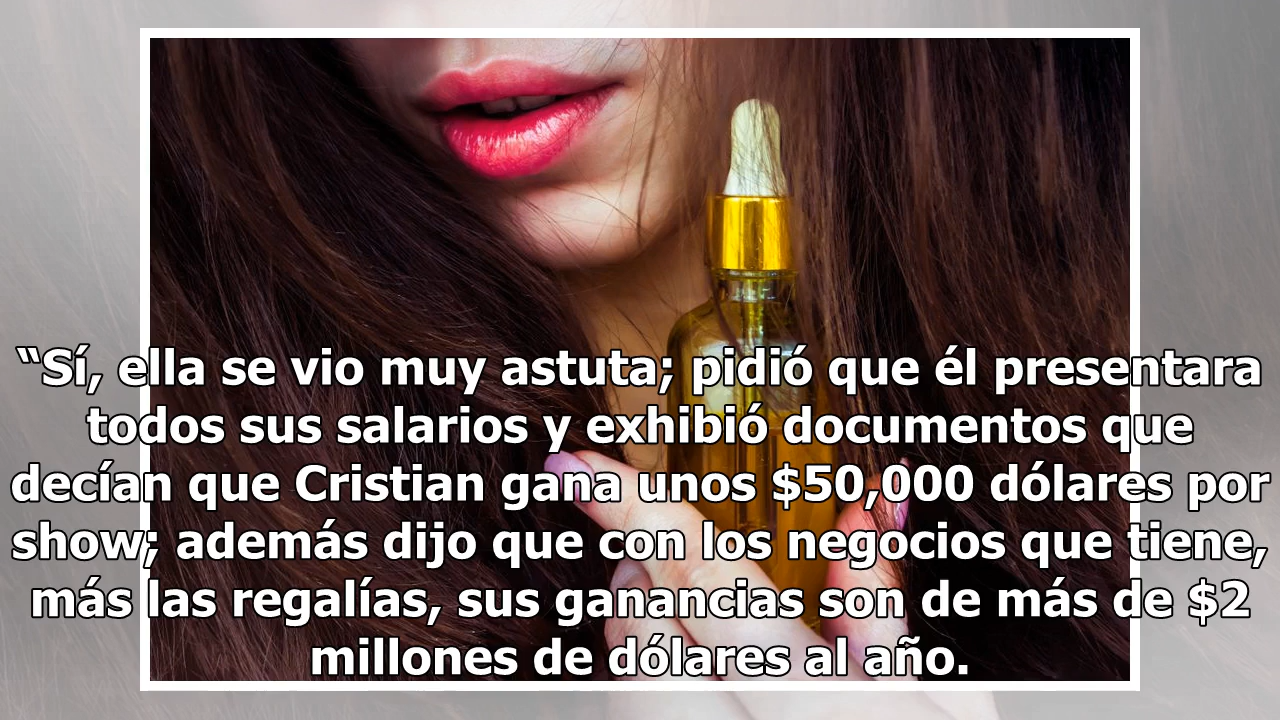 “Sí, ella se vio muy astuta; pidió que él presentara
todos sus salarios y exhibió documentos que
decían que Cristian gana unos $50,000 dólares por
show; además dijo que con los negocios que tiene,
más las regalías, sus ganancias son de más de $2
millones de dólares al año.